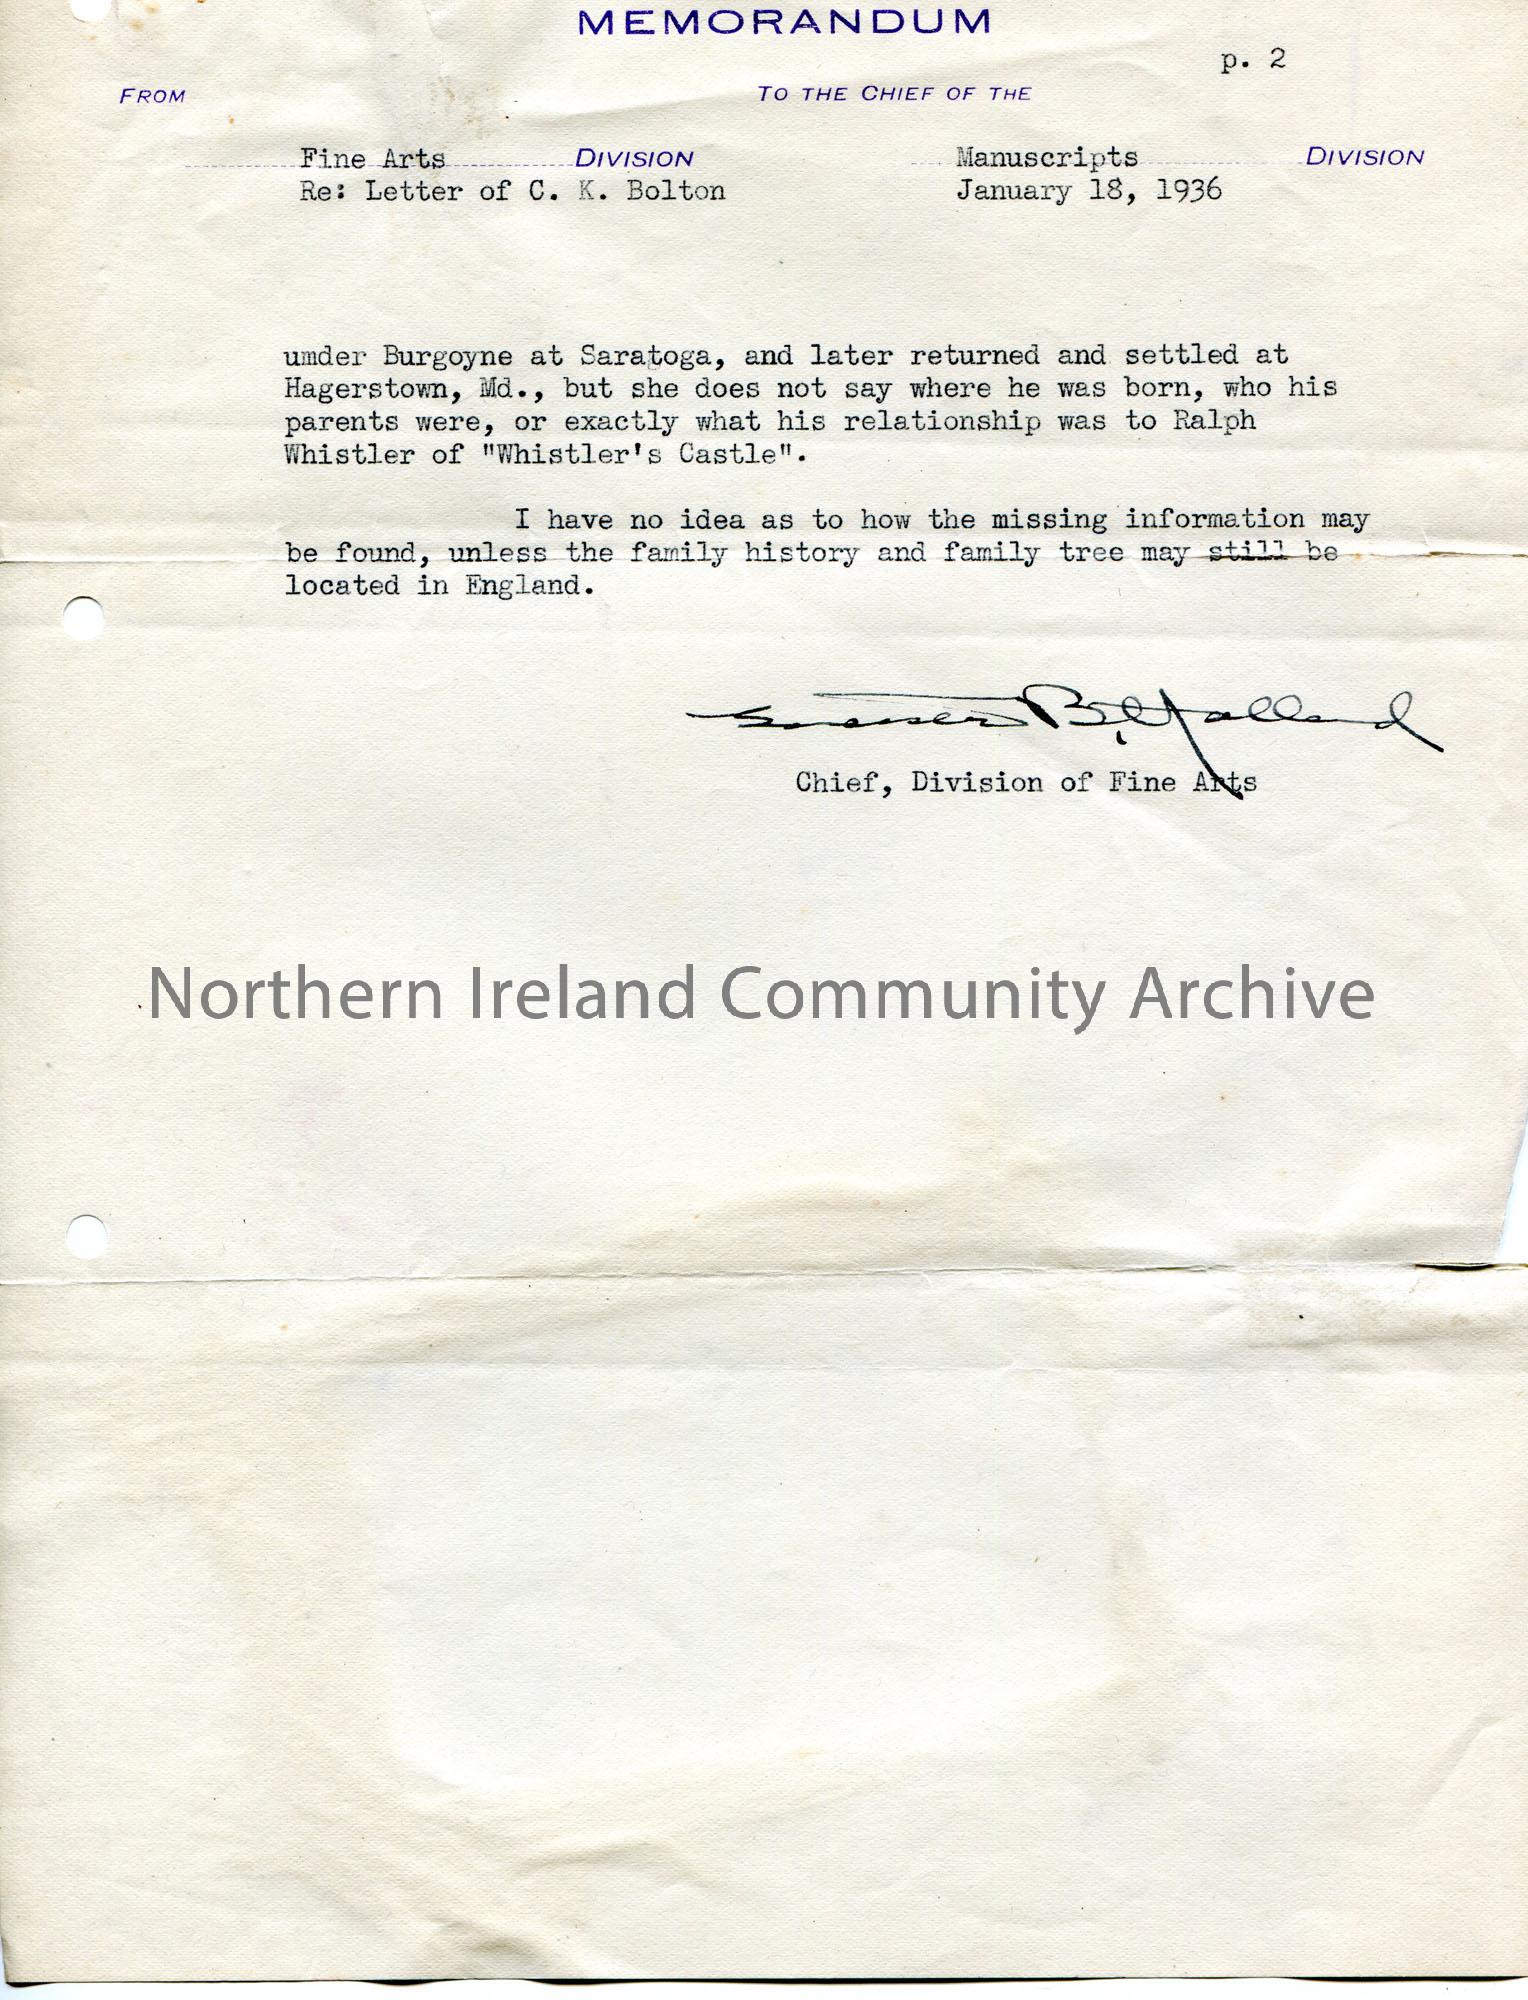 MEMORANDUM
p. 2
FROM
TO THE CHIEF OF THE
Fine Arts DIVISION
Manuscripts DIVISION
Re: Letter of C. K. Bolton
January 18, 1936
umder Burgoyne at Saratoga, and later returned and settled at
Hagerstown, Md., but she does not say where he was born, who his
parents were, or exactly what his relationship was to Ralph
Whistler of "Whistler's Castle".
I have no idea as to how the missing information may
be found, unless the family history and family tree may still be
located in England.
B. Holland
Chief, Division of Fine Arts
Northern Ireland Community Archive